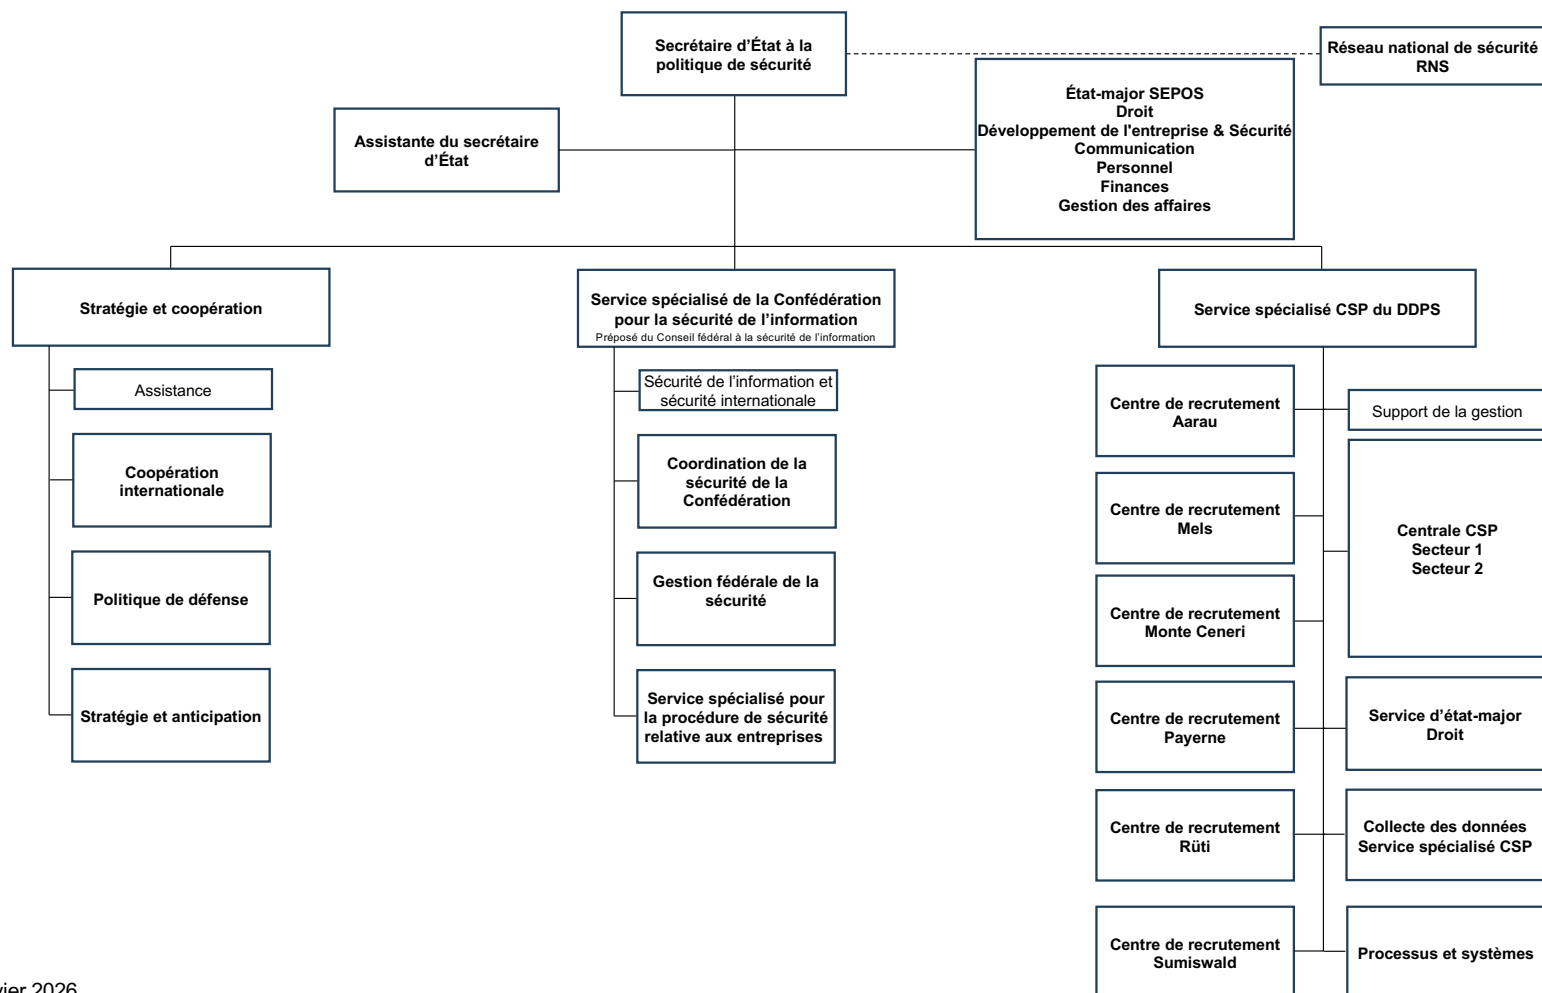 Secrétaire d’État à la
politique de sécurité
Réseau national de sécurité
RNS
État-major SEPOS
Droit
Développement de l'entreprise & Sécurité
Communication
Personnel
Finances
Gestion des affaires
Assistante du secrétaire
d’État
Stratégie et coopération
Service spécialisé de la Confédération
pour la sécurité de l’information
Préposé du Conseil fédéral à la sécurité de l’information
Service spécialisé CSP du DDPS
Assistance
Coopération
internationale
Politique de défense
Stratégie et anticipation
Sécurité de l’information et
sécurité internationale
Coordination de la
sécurité de la
Confédération
Gestion fédérale de la
sécurité
Service spécialisé pour
la procédure de sécurité
relative aux entreprises
Centre de recrutement
Aarau
Support de la gestion
Centre de recrutement
Mels
Centrale CSP
Secteur 1
Secteur 2
Centre de recrutement
Monte Ceneri
Centre de recrutement
Payerne
Service d’état-major
Droit
Centre de recrutement
Rüti
Collecte des données
Service spécialisé CSP
Centre de recrutement
Sumiswald
Processus et systèmes
2026